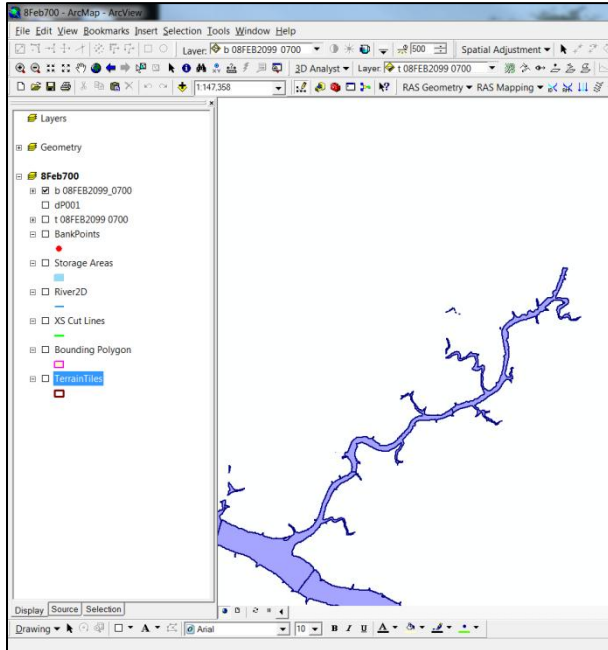 8Feb700 - ArcMap - ArcView
File Edit View Bookmarks Insert Selection Tools Window Help
Layer: b 08FEB2099 0700 500 Spatial Adjustment
3D Analyst Layer: t 08FEB2099 0700
1:147,358 RAS Geometry RAS Mapping
Layers
Geometry
8Feb700
b 08FEB2099_0700
dP001
t 08FEB2099 0700
BankPoints
Storage Areas
River2D
XS Cut Lines
Bounding Polygon
TerrainTiles
Display Source Selection
Drawing A Arial 10 B I U A